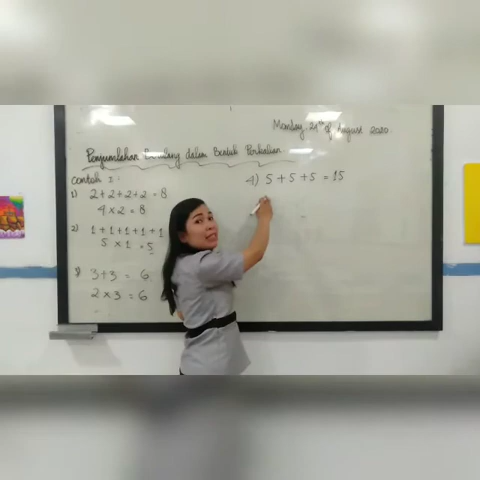 Monday, 31st of August 2020
Penjumlahan Berulang dalam Bentuk Perkalian
Contoh 1:
1) 2+2+2+2 = 8
4 x 2 = 8
2) 1+1+1+1+1
5 x 1 = 5
3) 3+3 = 6
2 x 3 = 6
4) 5+5+5 = 15